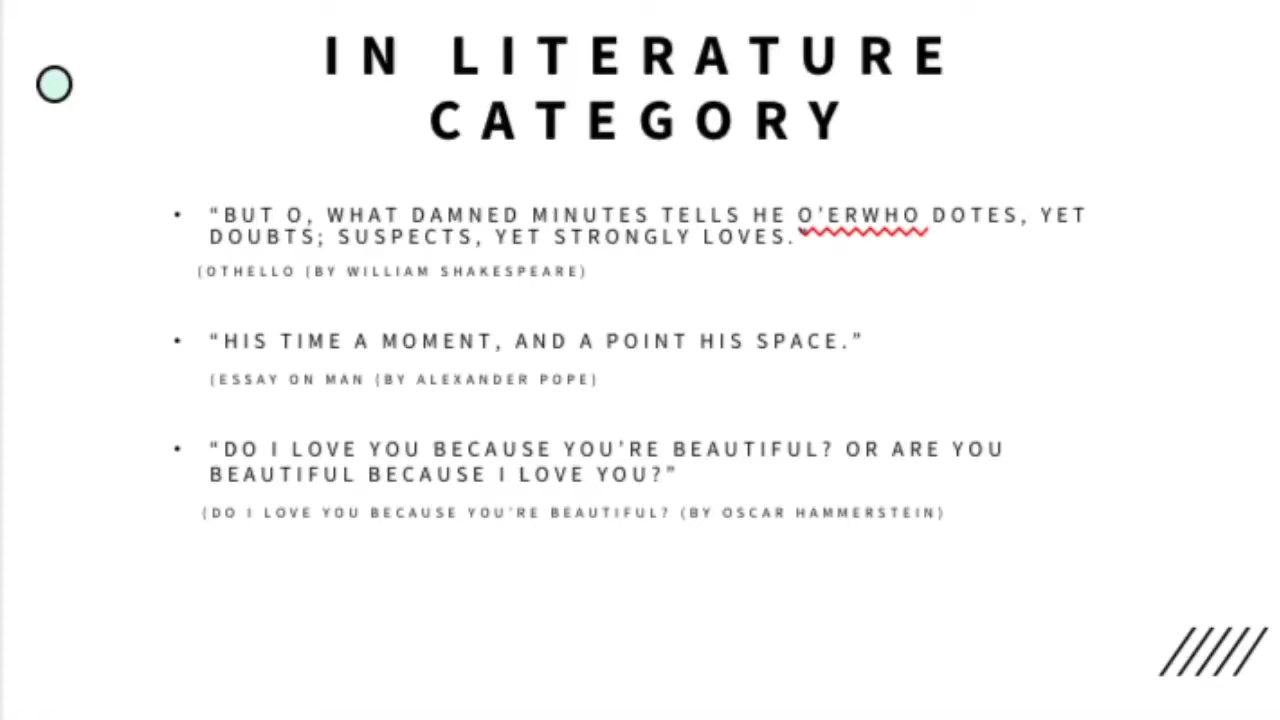 IN LITERATURE
CATEGORY
• “BUT O, WHAT DAMNED MINUTES TELLS HE O’ERWHO DOTES, YET
DOUBTS; SUSPECTS, YET STRONGLY LOVES.”
(OTHELLO (BY WILLIAM SHAKESPEARE)
• “HIS TIME A MOMENT, AND A POINT HIS SPACE.”
(ESSAY ON MAN (BY ALEXANDER POPE)
• “DO I LOVE YOU BECAUSE YOU’RE BEAUTIFUL? OR ARE YOU
BEAUTIFUL BECAUSE I LOVE YOU?”
(DO I LOVE YOU BECAUSE YOU’RE BEAUTIFUL? (BY OSCAR HAMMERSTEIN)